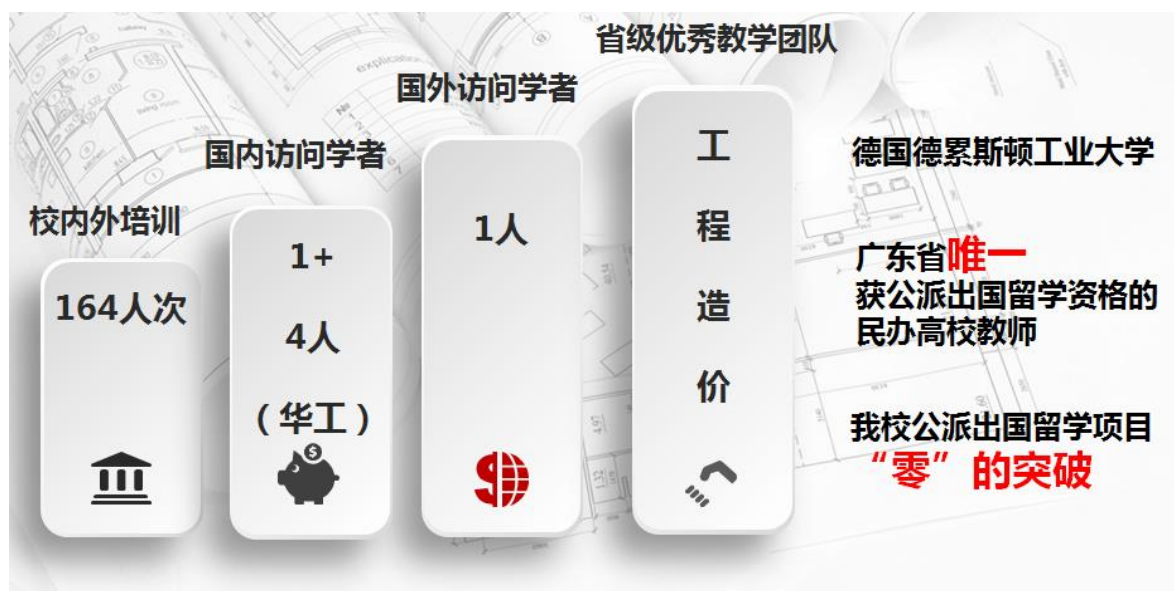 校内外培训
164人次
国内访问学者
1+
4人
（华工）
国外访问学者
1人
省级优秀教学团队
工
程
造
价
德国德累斯顿工业大学
广东省唯一
获公派出国留学资格的
民办高校教师
我校公派出国留学项目
“零”的突破